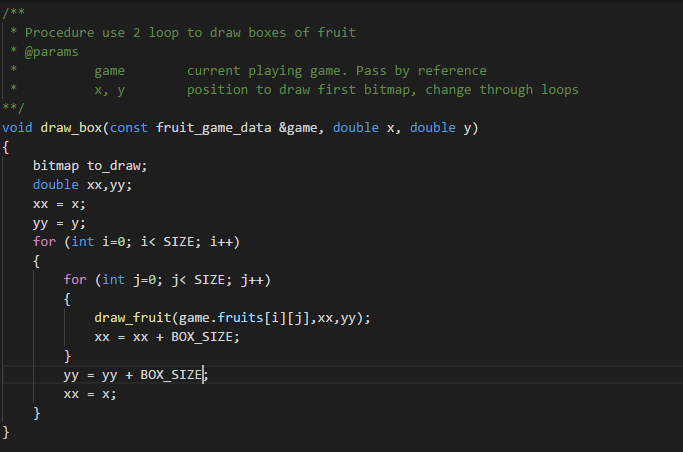 /**
 * Procedure use 2 loop to draw boxes of fruit
 * @params
 *          game        current playing game. Pass by reference
 *          x, y        position to draw first bitmap, change through loops
**/
void draw_box(const fruit_game_data &game, double x, double y)
{
    bitmap to_draw;
    double xx,yy;
    xx = x;
    yy = y;
    for (int i=0; i< SIZE; i++)
    {
        for (int j=0; j< SIZE; j++)
        {
            draw_fruit(game.fruits[i][j],xx,yy);
            xx = xx + BOX_SIZE;
        }
        yy = yy + BOX_SIZE;
        xx = x;
    }
}